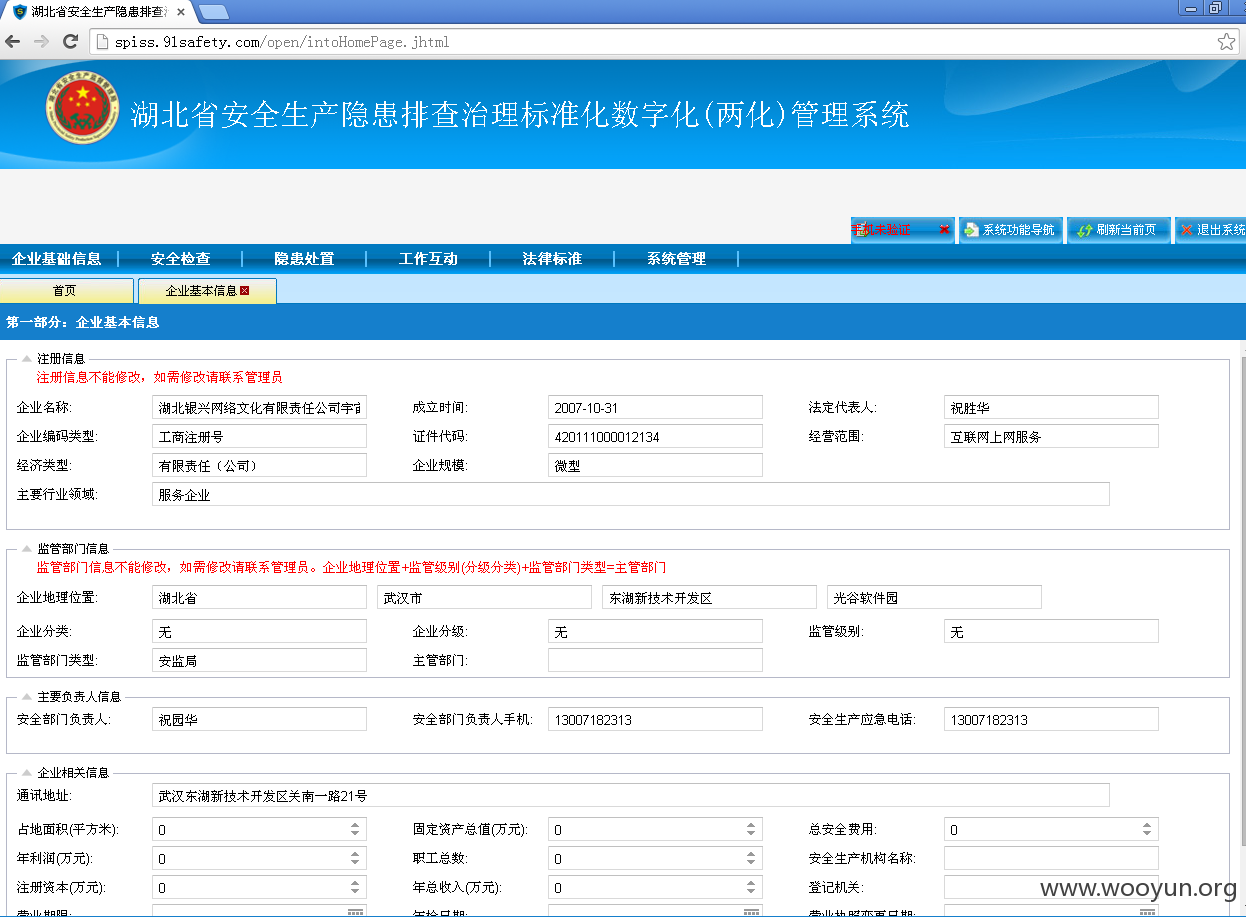 湖北省安全生产隐患排查
spiss.91safety.com/open/intoHomePage.jhtml
湖北省安全生产隐患排查治理标准化数字化(两化)管理系统
手机未验证 系统功能导航 刷新当前页 退出系统
企业基础信息 安全检查 隐患处置 工作互动 法律标准 系统管理
首页 企业基本信息
第一部分：企业基本信息
注册信息
注册信息不能修改，如需修改请联系管理员
企业名称: 湖北银兴网络文化有限责任公司宇宙 成立时间: 2007-10-31 法定代表人: 祝胜华
企业编码类型: 工商注册号 证件代码: 420111000012134 经营范围: 互联网上网服务
经济类型: 有限责任（公司） 企业规模: 微型
主要行业领域: 服务企业
监管部门信息
监管部门信息不能修改，如需修改请联系管理员。企业地理位置+监管级别(分级分类)+监管部门类型=主管部门
企业地理位置: 湖北省 武汉市 东湖新技术开发区 光谷软件园
企业分类: 无 企业分级: 无 监管级别: 无
监管部门类型: 安监局 主管部门:
主要负责人信息
安全部门负责人: 祝园华 安全部门负责人手机: 13007182313 安全生产应急电话: 13007182313
企业相关信息
通讯地址: 武汉东湖新技术开发区关南一路21号
占地面积(平方米): 0 固定资产总值(万元): 0 总安全费用: 0
年利润(万元): 0 职工总数: 0 安全生产机构名称:
注册资本(万元): 0 年总收入(万元): 0 登记机关:
营业期限: 年检日期: 营业执照变更日期:
www.wooyun.org